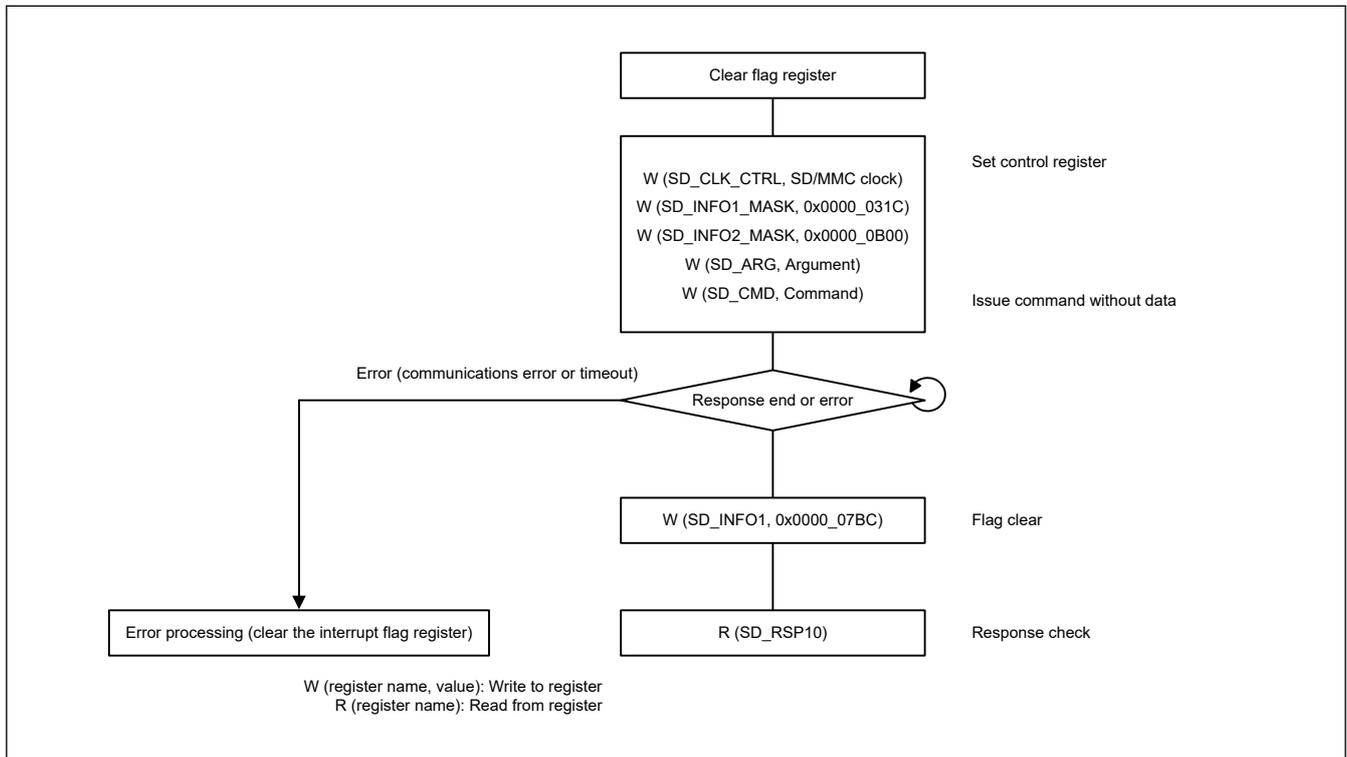 Clear flag register
Set control register
W (SD_CLK_CTRL, SD/MMC clock)
W (SD_INFO1_MASK, 0x0000_031C)
W (SD_INFO2_MASK, 0x0000_0B00)
W (SD_ARG, Argument)
W (SD_CMD, Command)
Issue command without data
Error (communications error or timeout)
Response end or error
W (SD_INFO1, 0x0000_07BC)
Flag clear
Error processing (clear the interrupt flag register)
R (SD_RSP10)
Response check
W (register name, value): Write to register
R (register name): Read from register